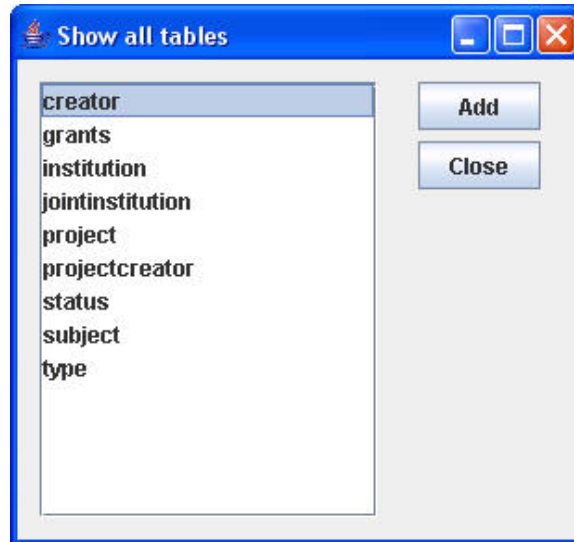 Show all tables
creator
grants
institution
jointinstitution
project
projectcreator
status
subject
type
Add
Close